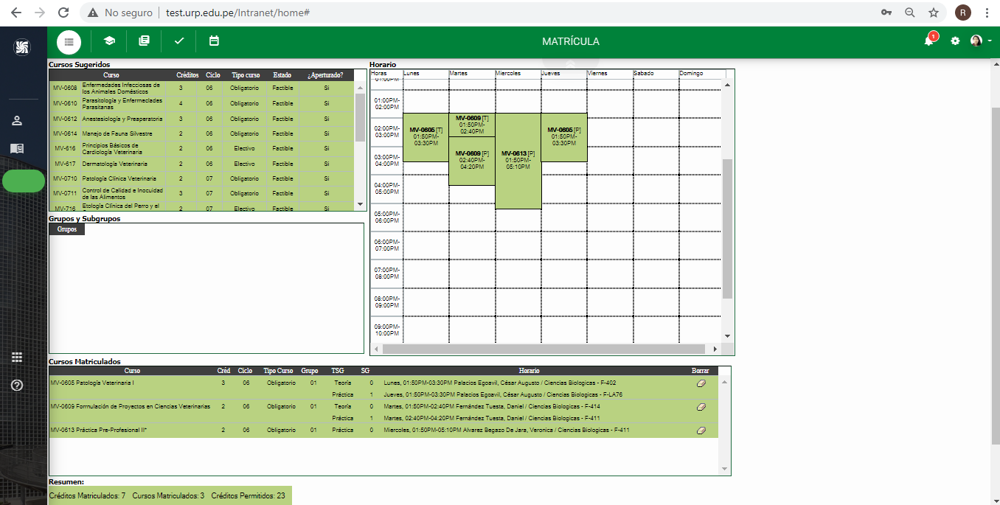 No seguro
test.urp.edu.pe/Intranet/home#
R
MATRÍCULA
1
Cursos Sugeridos
Curso Créditos Ciclo Tipo curso Estado ¿Aperturado?
MV-0608 Enfermedades Infecciosas de los Animales Domésticos 3 06 Obligatorio Factible Si
MV-0610 Parasitología y Enfermeclades Parasitanas 4 06 Obligatorio Factible Si
MV-0612 Anestesiología y Preaperatoria 3 06 Obligatorio Factible Si
MV-0614 Manejo de Fauna Silvestre 2 06 Obligatorio Factible Si
MV-616 Principios Básicos de Cardiología Veterinaria 2 06 Electivo Factible Si
MV-617 Dermatología Veterinaria 2 06 Electivo Factible Si
MV-0710 Patología Clínica Veterinaria 2 07 Obligatorio Factible Si
MV-0711 Control de Calidad e Inocuidad de las Alimentos 3 07 Obligatorio Factible Si
MV-716 Etología Clínica del Perro y el 2 07 Electivo Factible Si
Grupos y Subgrupos
Grupos
Horario
Horas Lunes Martes Miercoles Jueves Viernes Sabado Domingo
01:00PM
01:00PM-
02:00PM
02:00PM-
03:00PM
03:00PM-
04:00PM
04:00PM-
05:00PM
05:00PM-
06:00PM
06:00PM-
07:00PM
07:00PM-
08:00PM
08:00PM-
09:00PM
09:00PM-
10:00PM
MV-0605 [T]
01:50PM-
03:30PM
MV-0609 [T]
01:50PM-
02:40PM
MV-0609 [P]
02:40PM-
04:20PM
MV-0613 [P]
01:50PM-
05:10PM
MV-0605 [P]
01:50PM-
03:30PM
Cursos Matriculados
Curso Créd Ciclo Tipo Curso Grupo TSG SG Horario Borrar
MV-0605 Patología Veterinaria I 3 06 Obligatorio 01 Teoría 0 Lunes, 01:50PM-03:30PM Palacios Egoavil, César Augusto / Ciencias Biologicas - F-402
Práctica 1 Jueves, 01:50PM-03:30PM Palacios Egoavil, César Augusto / Ciencias Biologicas - F-LA76
MV-0609 Formulación de Proyectos en Ciencias Veterinarias 2 06 Obligatorio 01 Teoría 0 Martes, 01:50PM-02:40PM Fernández Tuesta, Daniel / Ciencias Biologicas - F-414
Práctica 1 Martes, 02:40PM-04:20PM Fernández Tuesta, Daniel / Ciencias Biologicas - F-411
MV-0613 Práctica Pre-Profesional II* 2 06 Obligatorio 01 Práctica 0 Miercoles, 01:50PM-05:10PM Alvarez Begazo De Jara, Veronica / Ciencias Biologicas - F-411
Resumen:
Créditos Matriculados: 7 Cursos Matriculados: 3 Créditos Permitidos: 23